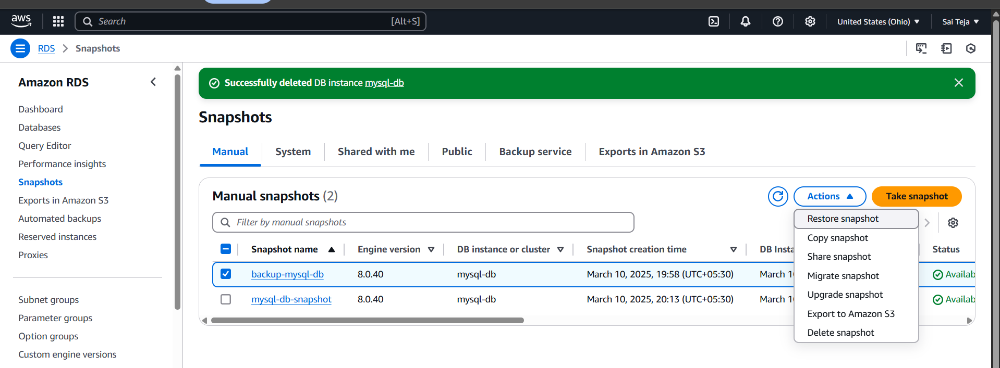 aws
Search [Alt+S]
United States (Ohio)
Sai Teja
RDS
Snapshots
Amazon RDS
Dashboard
Databases
Query Editor
Performance insights
Snapshots
Exports in Amazon S3
Automated backups
Reserved instances
Proxies
Subnet groups
Parameter groups
Option groups
Custom engine versions
Successfully deleted DB instance mysql-db
Snapshots
Manual System Shared with me Public Backup service Exports in Amazon S3
Manual snapshots (2)
Actions
Take snapshot
Filter by manual snapshots
Restore snapshot
Copy snapshot
Share snapshot
Migrate snapshot
Upgrade snapshot
Export to Amazon S3
Delete snapshot
Snapshot name Engine version DB instance or cluster Snapshot creation time DB Insta Status
backup-mysql-db 8.0.40 mysql-db March 10, 2025, 19:58 (UTC+05:30) March 1 Availab
mysql-db-snapshot 8.0.40 mysql-db March 10, 2025, 20:13 (UTC+05:30) March 1 Availab